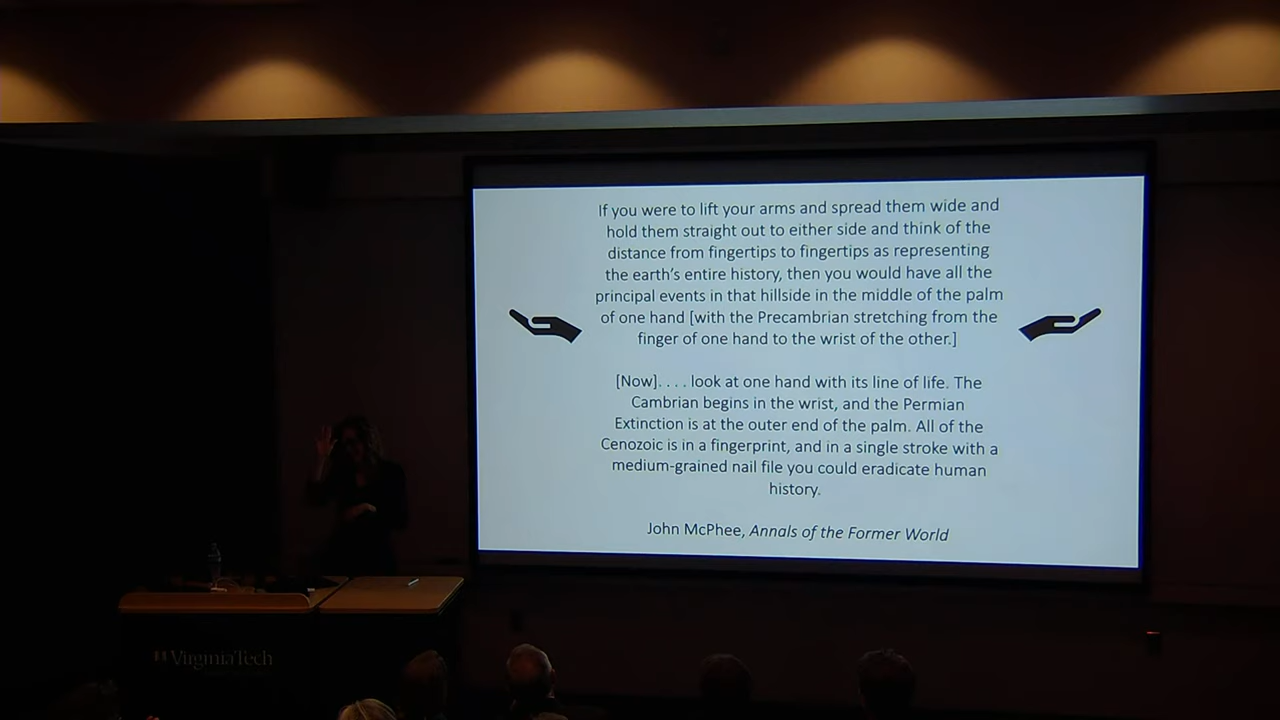 If you were to lift your arms and spread them wide and
hold them straight out to either side and think of the
distance from fingertips to fingertips as representing
the earth's entire history, then you would have all the
principal events in that hillside in the middle of the palm
of one hand [with the Precambrian stretching from the
finger of one hand to the wrist of the other.]
[Now]. . . . look at one hand with its line of life. The
Cambrian begins in the wrist, and the Permian
Extinction is at the outer end of the palm. All of the
Cenozoic is in a fingerprint, and in a single stroke with a
medium-grained nail file you could eradicate human
history.
John McPhee, Annals of the Former World
VirginiaTech